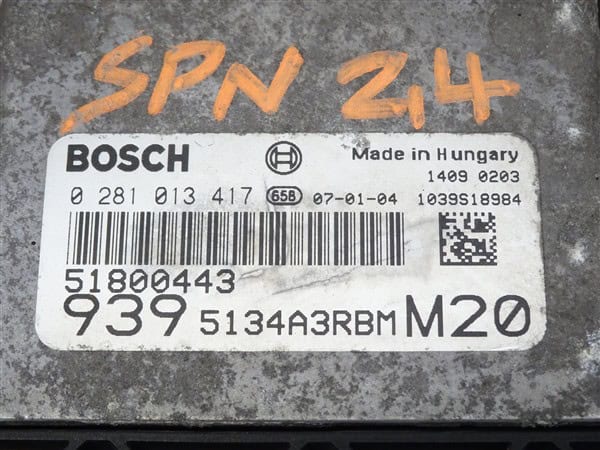 SPN 2,4
BOSCH Made in Hungary
1409 0203
0 281 013 417 65B 07-01-04 1039S18984
51800443
939 5134A3RBM M20